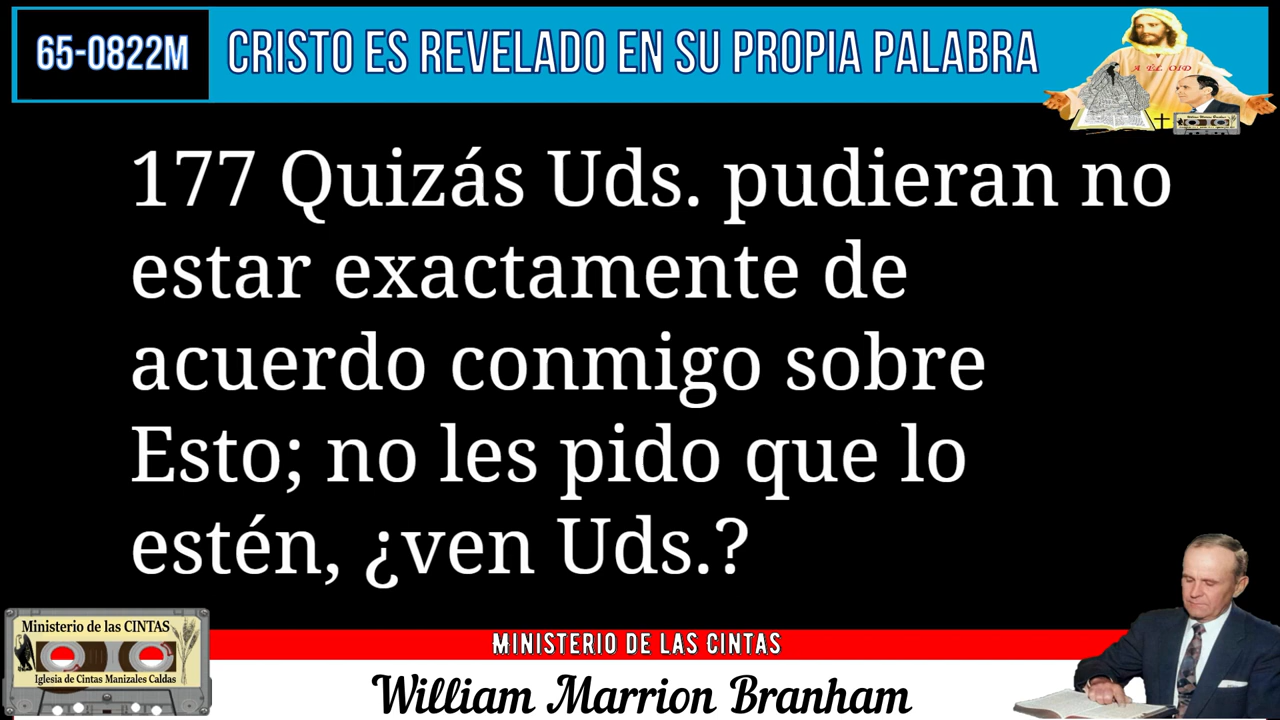 65-0822M CRISTO ES REVELADO EN SU PROPIA PALABRA
A ÉL OID
177 Quizás Uds. pudieran no
estar exactamente de
acuerdo conmigo sobre
Esto; no les pido que lo
estén, ¿ven Uds.?
Ministerio de las CINTAS
Iglesia de Cintas Manizales Caldas
MINISTERIO DE LAS CINTAS
William Marrion Branham